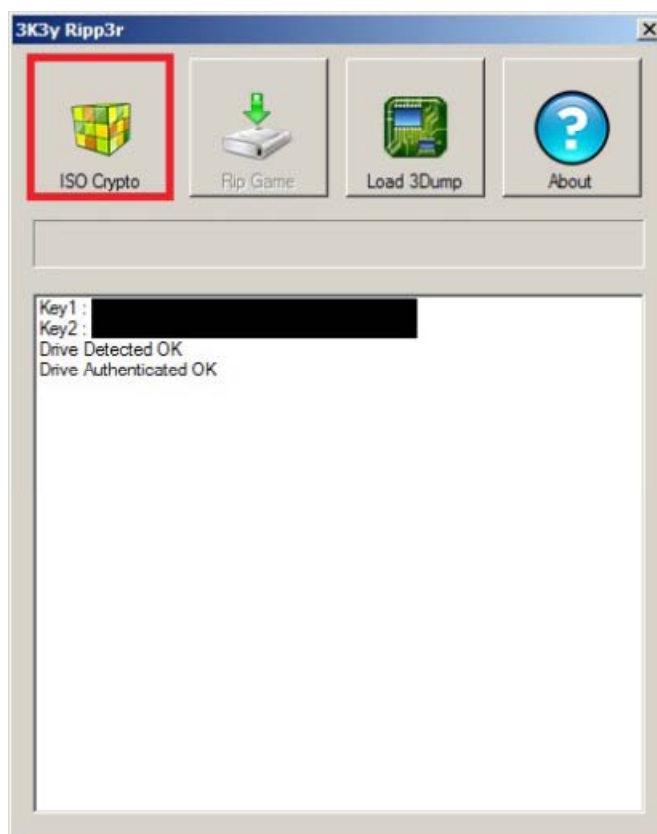 3K3y Ripp3r
ISO Crypto
Rip Game
Load 3Dump
About
Key1 :
Key2 :
Drive Detected OK
Drive Authenticated OK